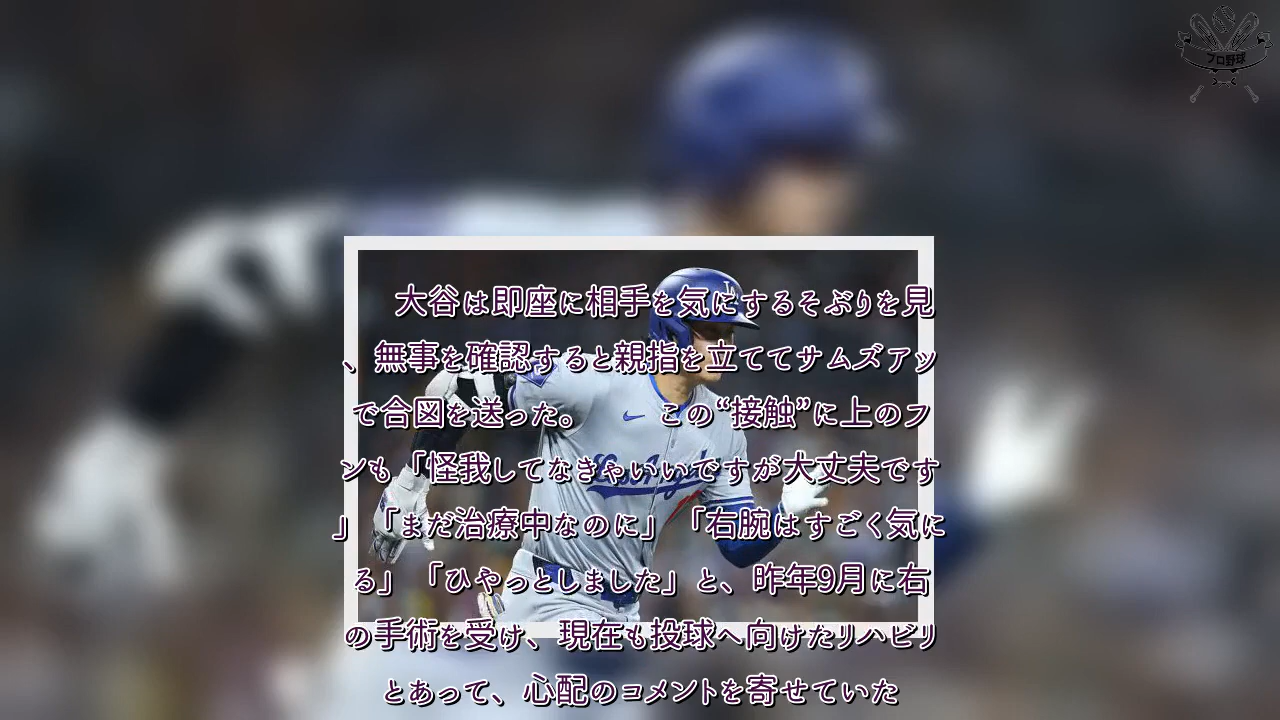 プロ野球
大谷は即座に相手を気にするそぶりを見
、無事を確認すると親指を立ててサムズアッ
で合図を送った。 この“接触”に上のフ
ンも「怪我してなきゃいいですが大丈夫です
」「まだ治療中なのに」「右腕はすごく気に
る」「ひやっとしました」と、昨年9月に右
の手術を受け、現在も投球へ向けたリハビリ
とあって、心配のコメントを寄せていた
Los Angeles